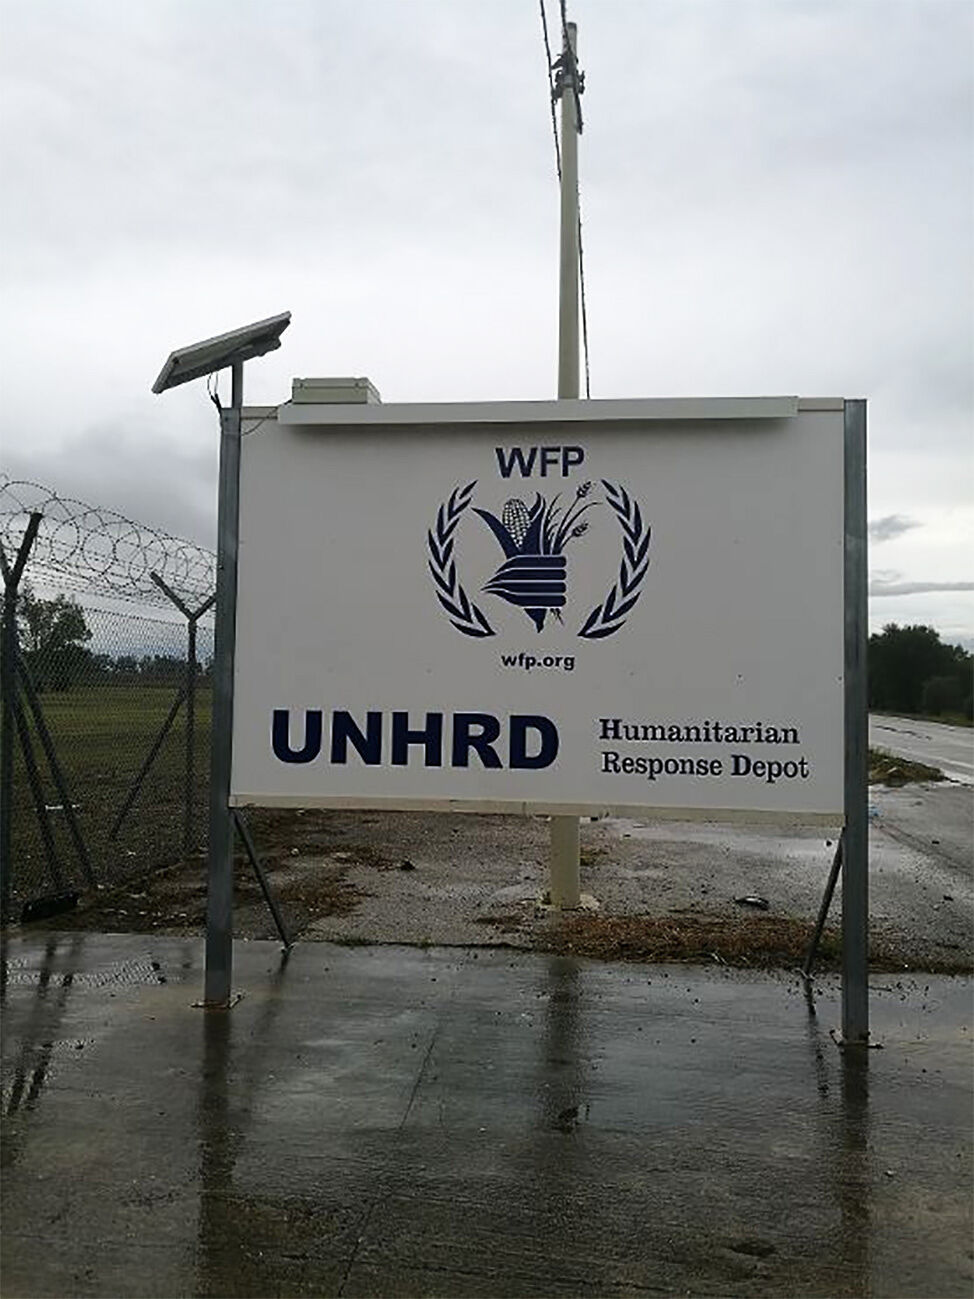 WFP
wfp.org
UNHRD
Humanitarian
Response Depot